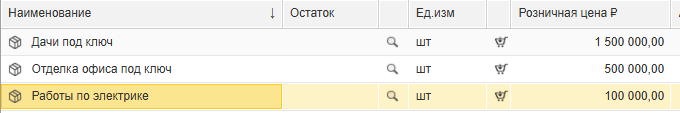 Наименование ↓ Остаток Ед.изм Розничная цена ₽
Дачи под ключ шт 1 500 000,00
Отделка офиса под ключ шт 500 000,00
Работы по электрике шт 100 000,00